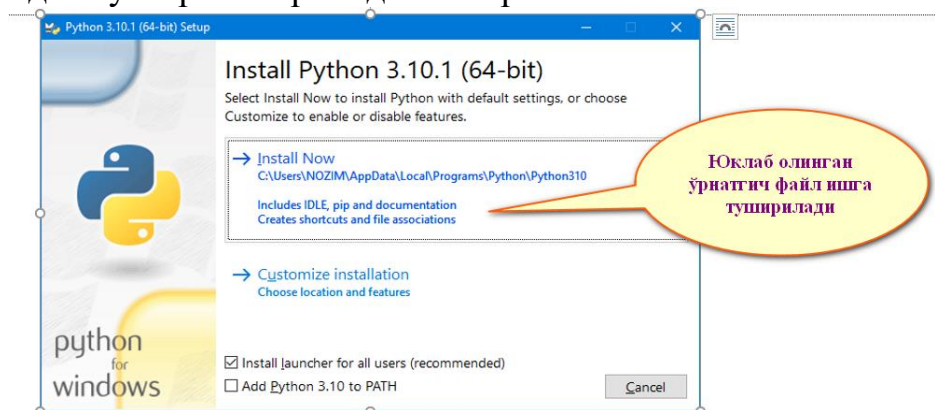 Python 3.10.1 (64-bit) Setup
Install Python 3.10.1 (64-bit)
Select Install Now to install Python with default settings, or choose
Customize to enable or disable features.
Install Now
C:\Users\NOZIM\AppData\Local\Programs\Python\Python310
Includes IDLE, pip and documentation
Creates shortcuts and file associations
Customize installation
Choose location and features
Install launcher for all users (recommended)
Add Python 3.10 to PATH
Cancel
python
for
windows
Юклаб олинган
ўрнатгич файл ишга
туширилади